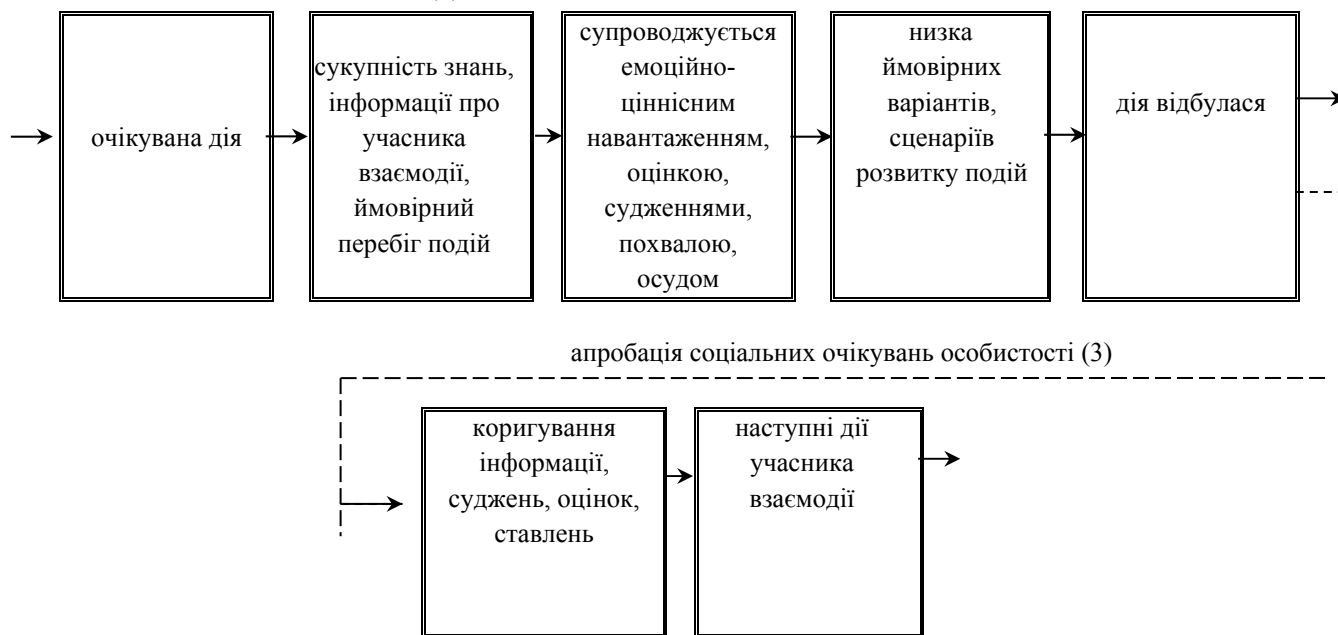 очікувана дія
сукупність знань,
інформації про
учасника
взаємодії,
ймовірний
перебіг подій
супроводжується
емоційно-
ціннісним
навантаженням,
оцінкою,
судженнями,
похвалою,
осудом
низка
ймовірних
варіантів,
сценаріїв
розвитку подій
дія відбулася
апробація соціальних очікувань особистості (3)
коригування
інформації,
суджень, оцінок,
ставлень
наступні дії
учасника
взаємодії